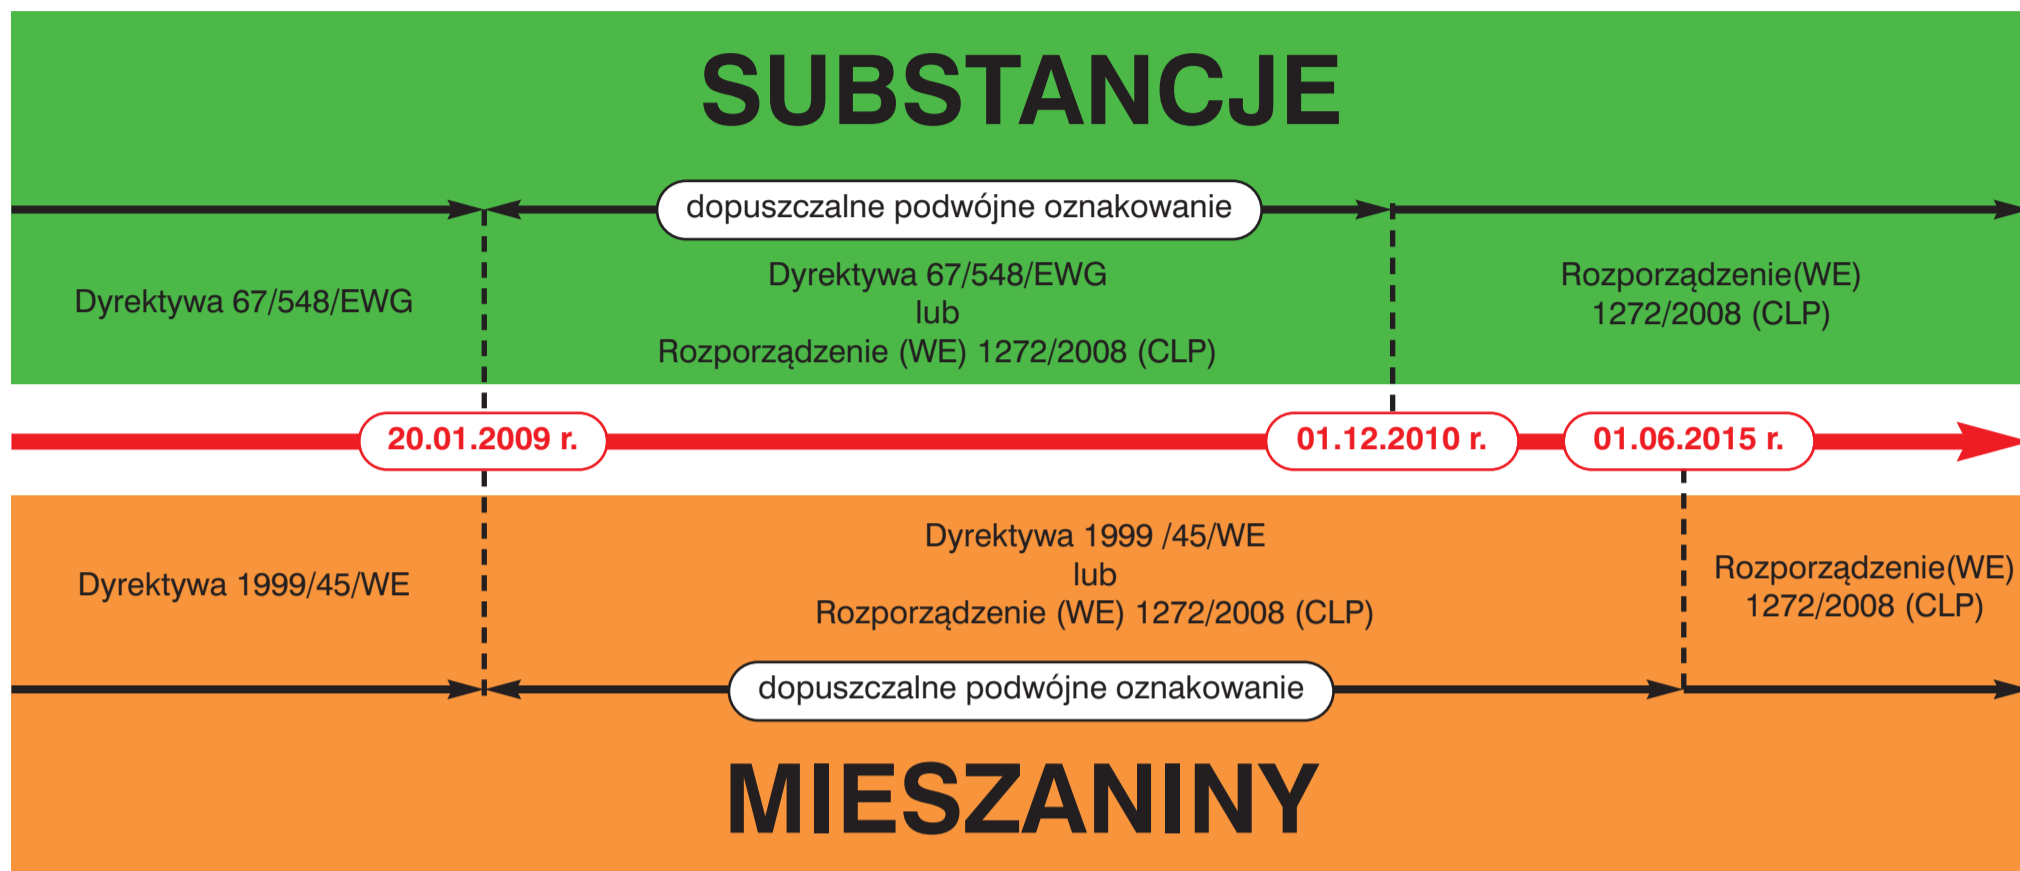 SUBSTANCJE
dopuszczalne podwójne oznakowanie
Dyrektywa 67/548/EWG
Dyrektywa 67/548/EWG
lub
Rozporządzenie (WE) 1272/2008 (CLP)
Rozporządzenie(WE)
1272/2008 (CLP)
20.01.2009 r.
01.12.2010 r.
01.06.2015 r.
Dyrektywa 1999/45/WE
Dyrektywa 1999 /45/WE
lub
Rozporządzenie (WE) 1272/2008 (CLP)
Rozporządzenie(WE)
1272/2008 (CLP)
dopuszczalne podwójne oznakowanie
MIESZANINY